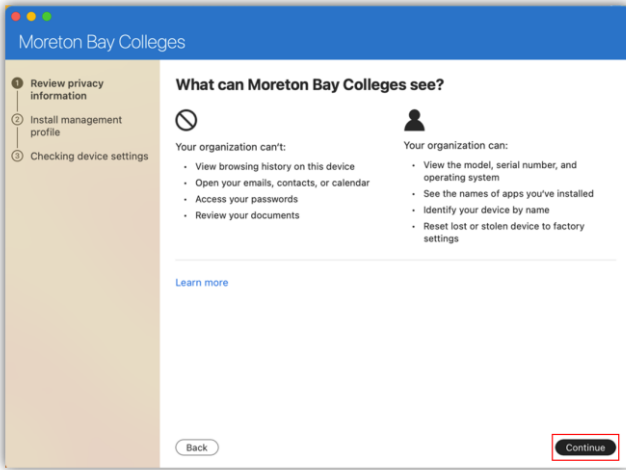 Moreton Bay Colleges
1 Review privacy
information
2 Install management
profile
3 Checking device settings
What can Moreton Bay Colleges see?
Your organization can't:
• View browsing history on this device
• Open your emails, contacts, or calendar
• Access your passwords
• Review your documents
Your organization can:
• View the model, serial number, and
operating system
• See the names of apps you've installed
• Identify your device by name
• Reset lost or stolen device to factory
settings
Learn more
Back
Continue